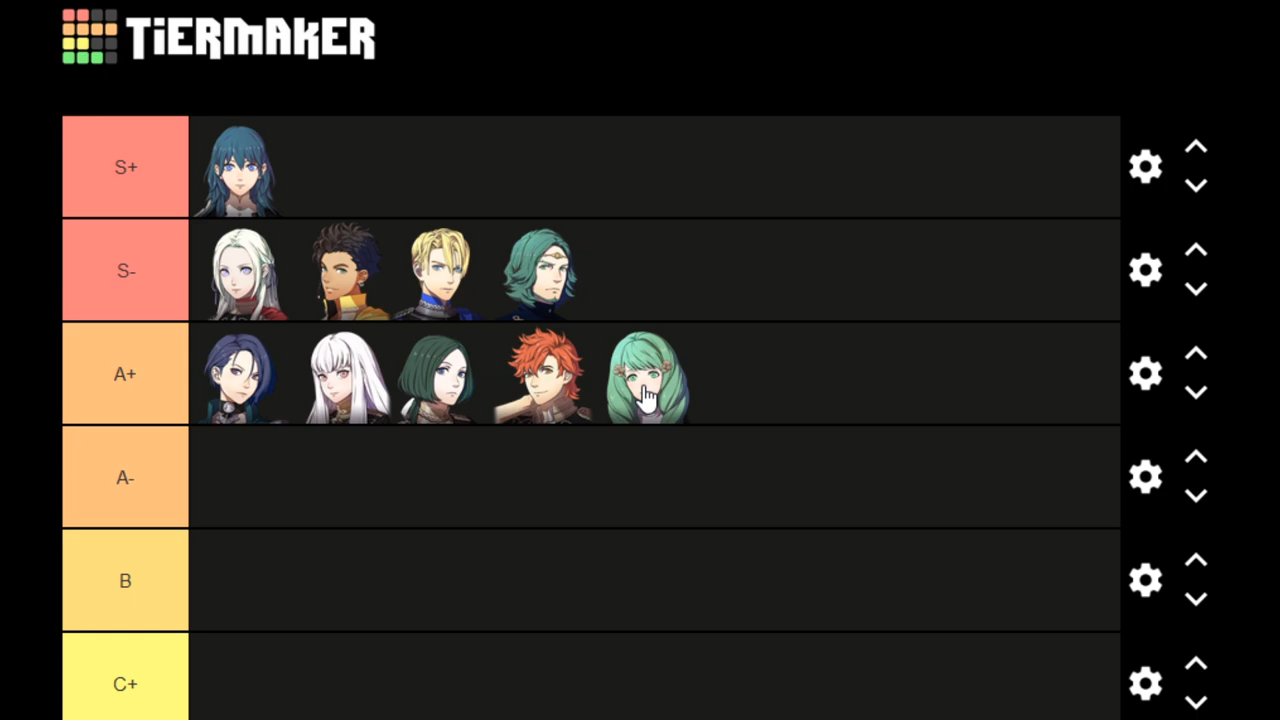 TiERMAKER
S+
S-
A+
A-
B
C+